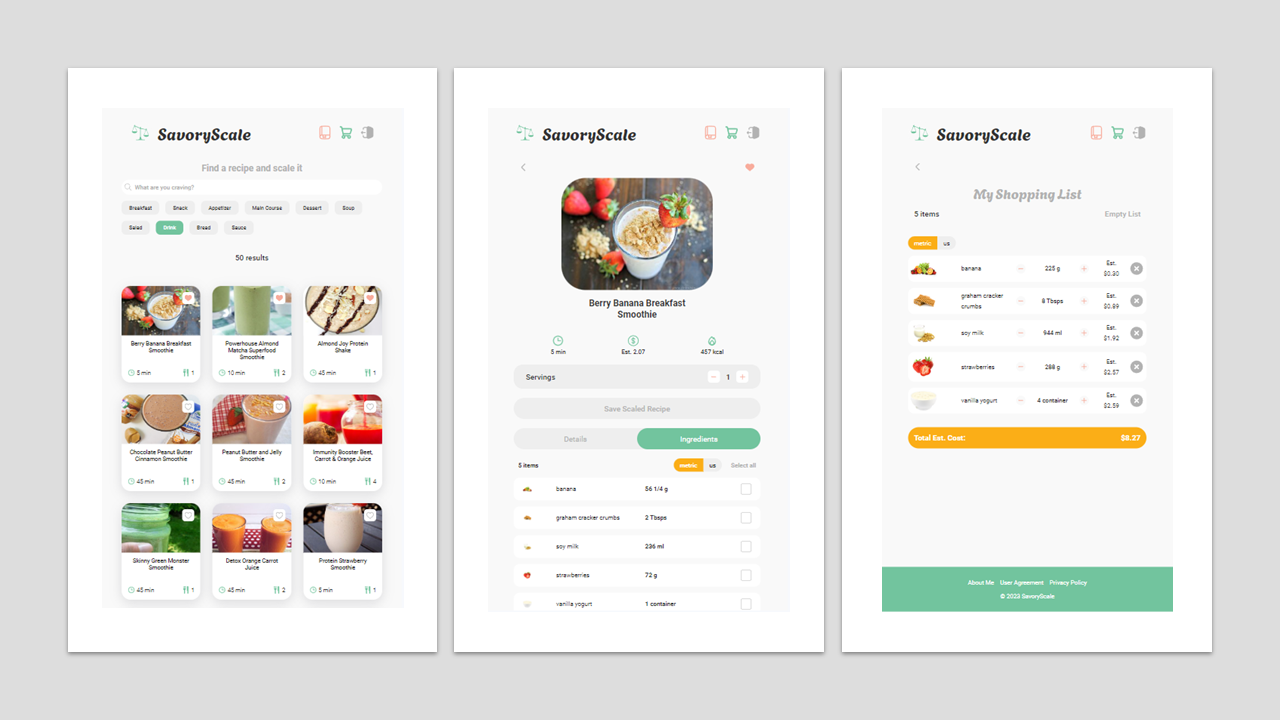 SavoryScale
Find a recipe and scale it
What are you craving?
Breakfast Snack Appetizer Main Course Dessert Soup
Salad Drink Bread Sauce
50 results
Berry Banana Breakfast
Smoothie
5 min 1
Powerhouse Almond
Matcha Superfood
Smoothie
10 min 2
Almond Joy Protein
Shake
45 min 1
Chocolate Peanut Butter
Cinnamon Smoothie
45 min 1
Peanut Butter and Jelly
Smoothie
45 min 2
Immunity Booster Beet,
Carrot & Orange Juice
10 min 4
Skinny Green Monster
Smoothie
45 min 1
Detox Orange Carrot
Juice
45 min 2
Protein Strawberry
Smoothie
5 min 1
SavoryScale
Berry Banana Breakfast
Smoothie
5 min Est. 2.07 457 kcal
Servings − 1 +
Save Scaled Recipe
Details Ingredients
5 items metric us Select all
banana 56 1/4 g
graham cracker crumbs 2 Tbsps
soy milk 236 ml
strawberries 72 g
vanilla yogurt 1 container
SavoryScale
My Shopping List
5 items Empty List
metric us
banana − 225 g + Est.
$0.30
graham cracker
crumbs − 8 Tbsps + Est.
$0.89
soy milk − 944 ml + Est.
$1.92
strawberries − 288 g + Est.
$2.57
vanilla yogurt − 4 container + Est.
$2.59
Total Est. Cost: $8.27
About Me User Agreement Privacy Policy
© 2023 SavoryScale